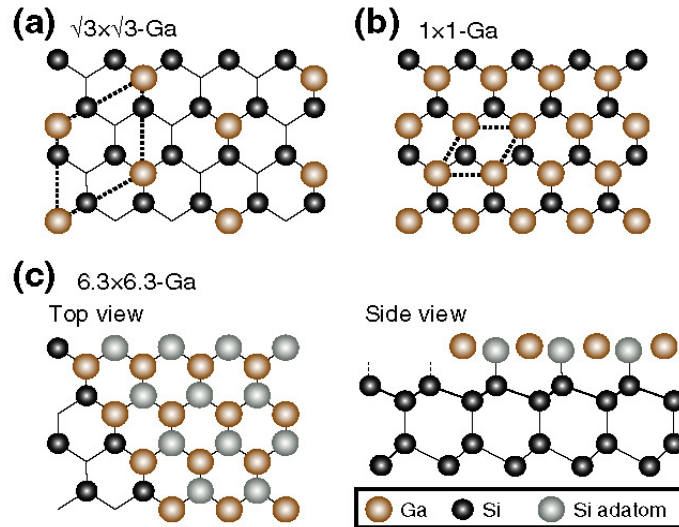 (a) √3×√3-Ga
(b) 1×1-Ga
(c) 6.3×6.3-Ga
Top view
Side view
Ga Si Si adatom